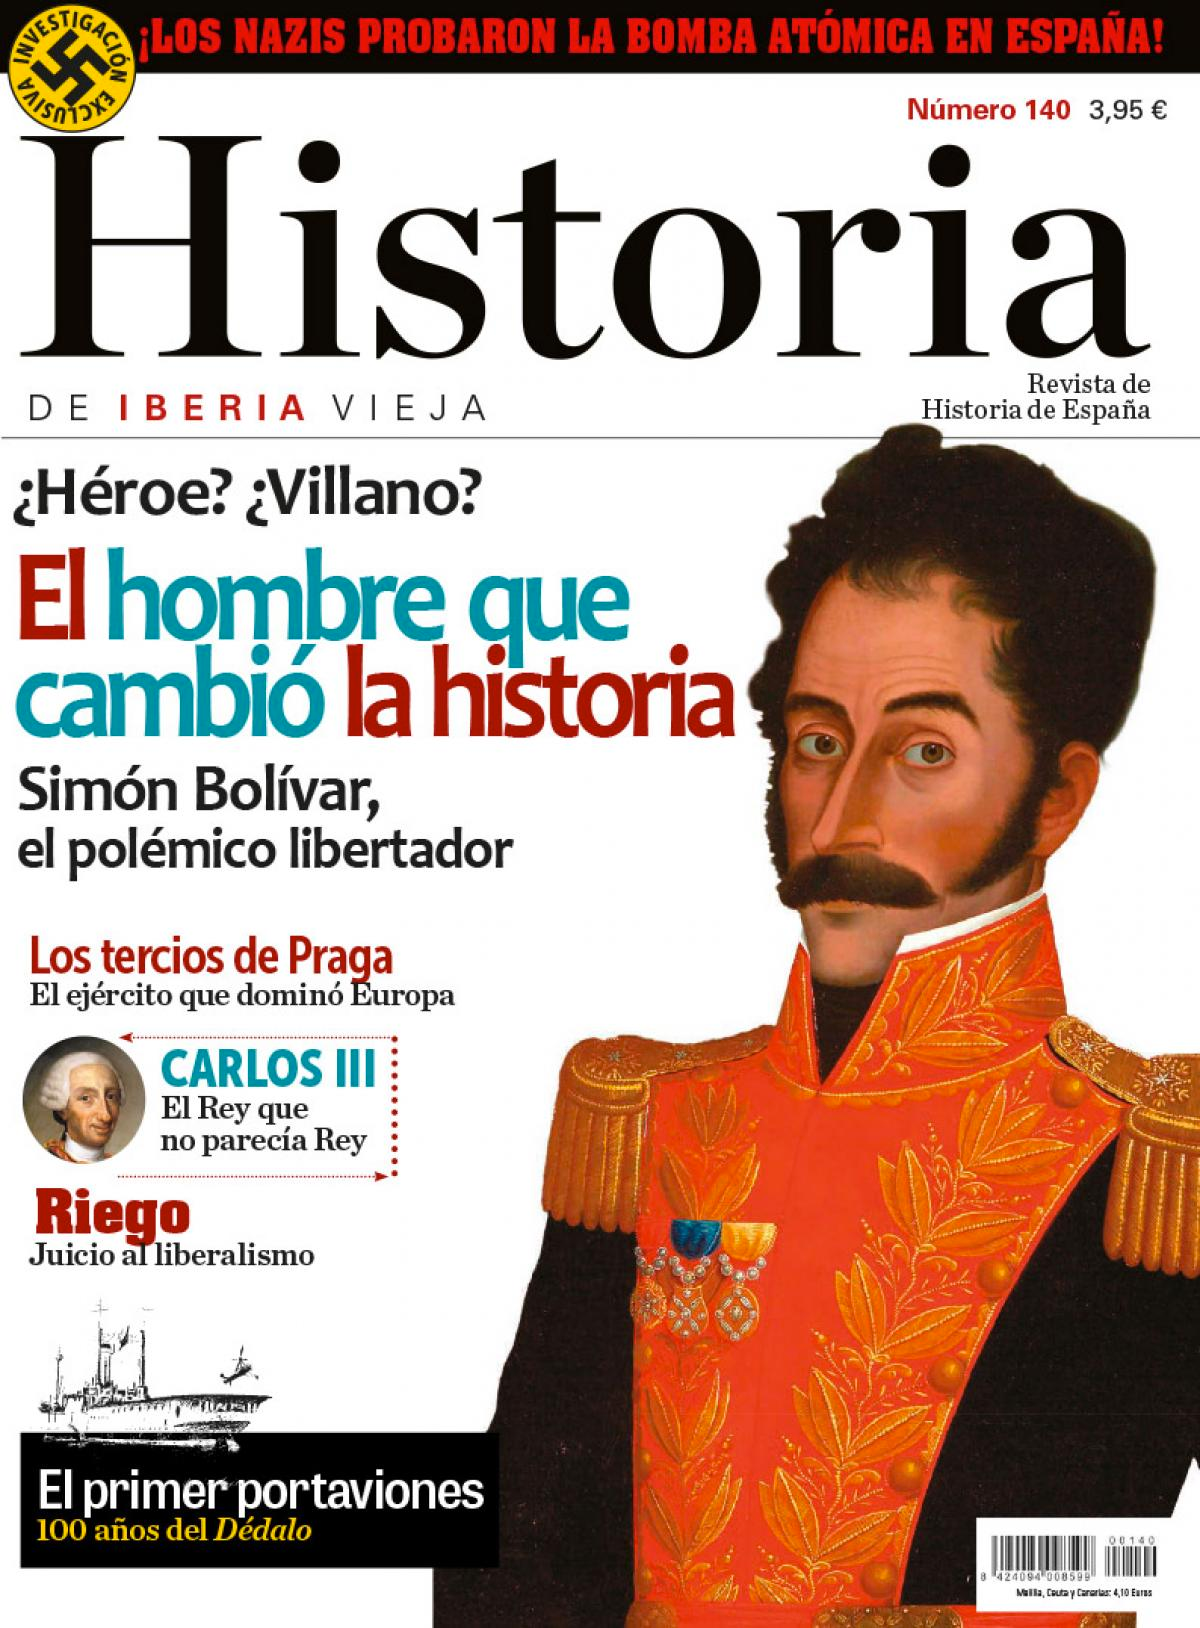 INVESTIGACIÓN EXCLUSIVA
¡LOS NAZIS PROBARON LA BOMBA ATÓMICA EN ESPAÑA!
Número 140 3,95 €
Historia
DE IBERIA VIEJA
Revista de
Historia de España
¿Héroe? ¿Villano?
El hombre que
cambió la historia
Simón Bolívar,
el polémico libertador
Los tercios de Praga
El ejército que dominó Europa
CARLOS III
El Rey que
no parecía Rey
Riego
Juicio al liberalismo
El primer portaviones
100 años del Dédalo
00140
8 424094 008599
Melilla, Ceuta y Canarias: 4,10 Euros